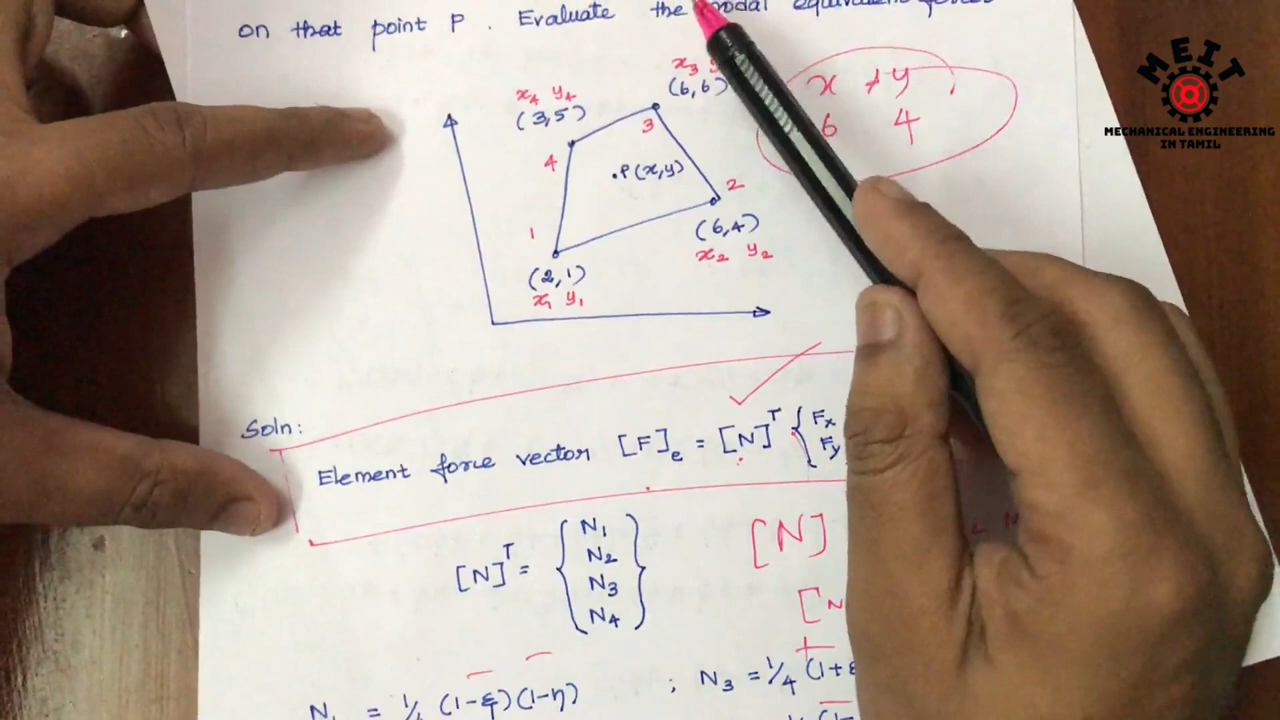 on that point P. Evaluate the nodal equivalent
x₄ y₄
(3,5)
x₃
(6,6)
x → y
6 4
MEIT
MECHANICAL ENGINEERING
IN TAMIL
4
3
.P(x,y)
2
1
(6,4)
x₂ y₂
(2,1)
x₁ y₁
Soln:
Element force vector [F]e = [N]ᵀ { Fx
Fy
[N]ᵀ = { N₁
N₂
N₃
N₄ }
[N]
[N
= ¼ (1-ξ)(1-η) ; N₃ = ¼ (1+